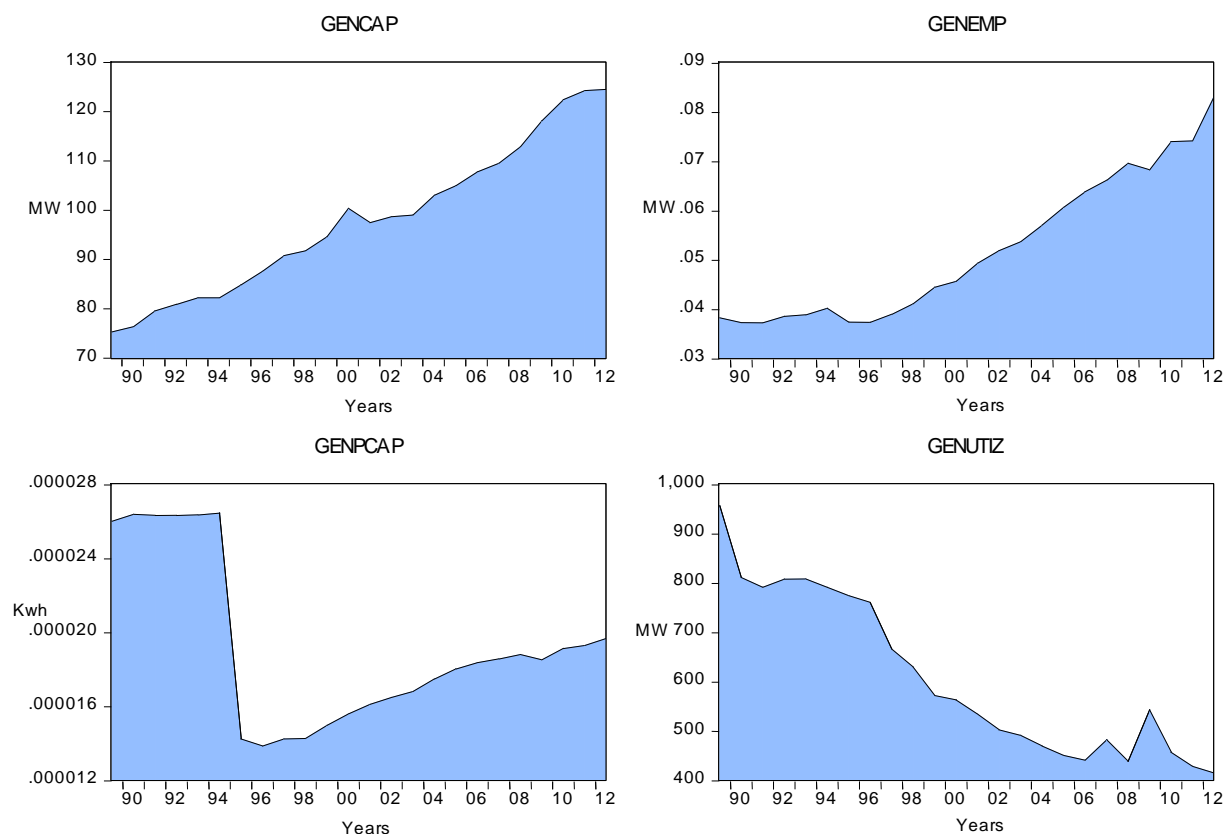 GENCAP
130
120
110
MW 100
90
80
70
90 92 94 96 98 00 02 04 06 08 10 12
Years
GENEMP
.09
.08
.07
MW .06
.05
.04
.03
90 92 94 96 98 00 02 04 06 08 10 12
Years
GENPCAP
.000028
.000024
Kwh
.000020
.000016
.000012
90 92 94 96 98 00 02 04 06 08 10 12
Years
GENUTIZ
1,000
900
800
MW 700
600
500
400
90 92 94 96 98 00 02 04 06 08 10 12
Years